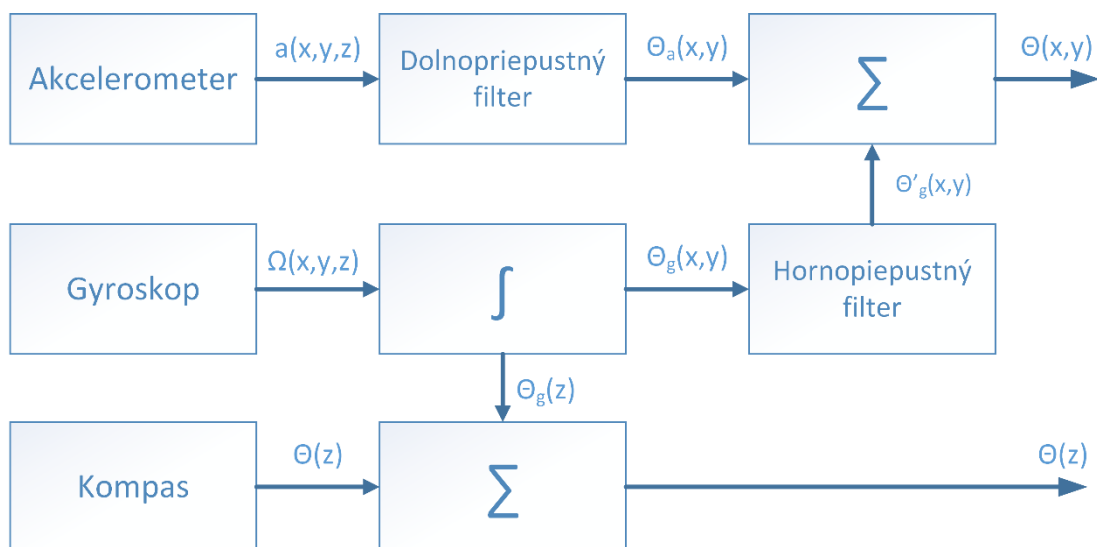 a(x,y,z)
Θa(x,y)
Θ(x,y)
Akcelerometer
Dolnopriepustný
filter
∑
Θ’g(x,y)
Ω(x,y,z)
Θg(x,y)
Gyroskop
∫
Hornopiepustný
filter
Θg(z)
Θ(z)
Θ(z)
Kompas
∑